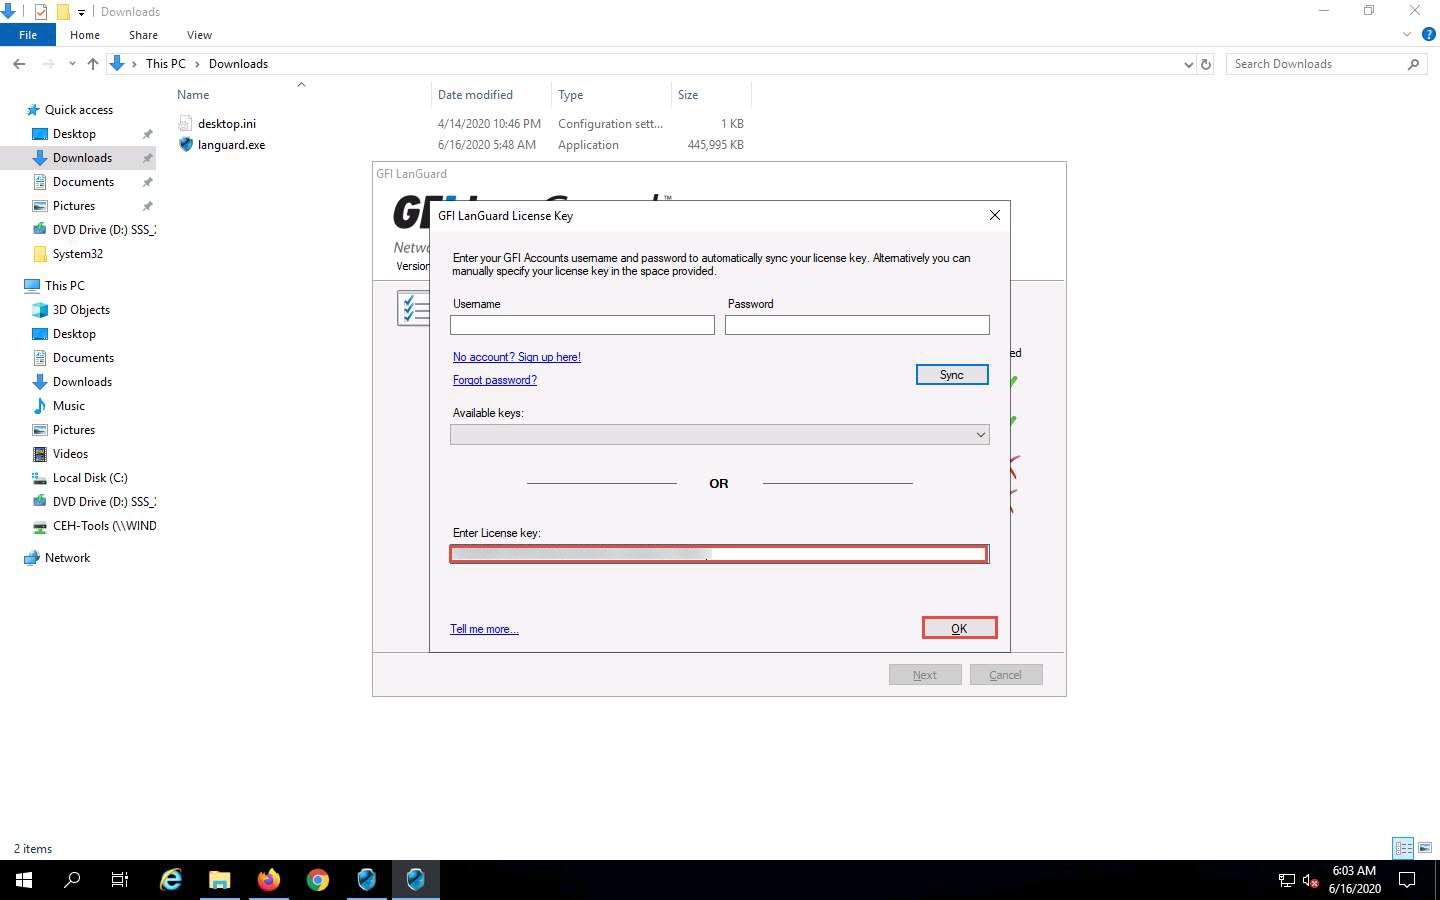 Downloads
File Home Share View
This PC Downloads
Search Downloads
Name Date modified Type Size
desktop.ini 4/14/2020 10:46 PM Configuration sett... 1 KB
languard.exe 6/16/2020 5:48 AM Application 445,995 KB
Quick access
Desktop
Downloads
Documents
Pictures
DVD Drive (D:) SSS_
System32
This PC
3D Objects
Desktop
Documents
Downloads
Music
Pictures
Videos
Local Disk (C:)
DVD Drive (D:) SSS_
CEH-Tools (\\WIND
Network
GFI LanGuard
Version
ed
GFI LanGuard License Key
Enter your GFI Accounts username and password to automatically sync your license key. Alternatively you can
manually specify your license key in the space provided.
Username Password
No account? Sign up here!
Forgot password?
Sync
Available keys:
OR
Enter License key:
Tell me more...
OK
Next Cancel
2 items
6:03 AM
6/16/2020